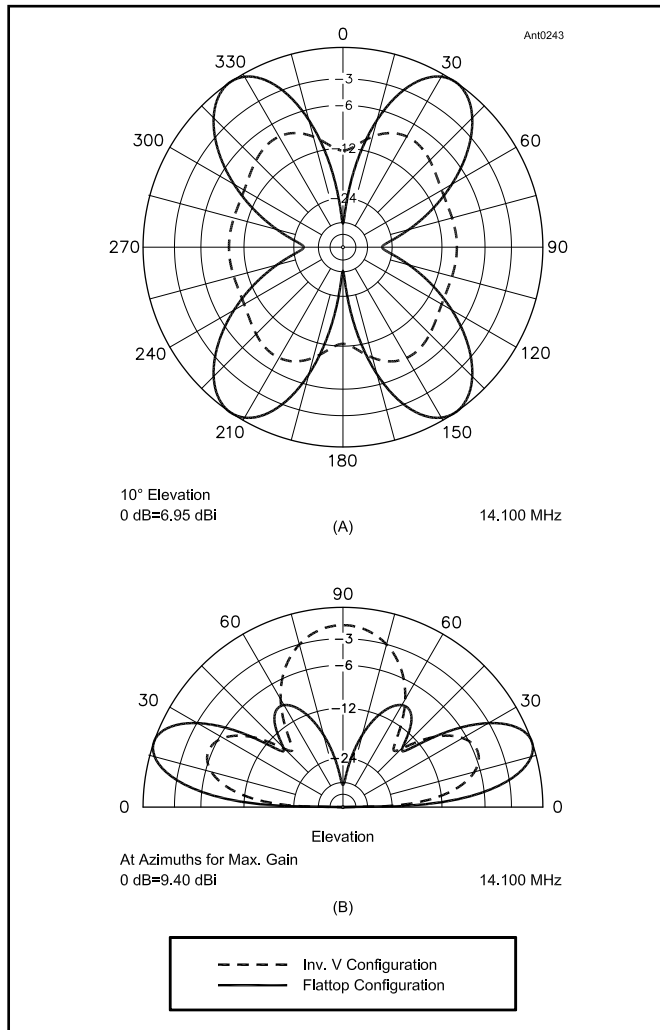 Ant0243
0
330 30
−3
−6
300 60
−12
−24
270 90
240 120
210 150
180
10° Elevation
0 dB=6.95 dBi 14.100 MHz
(A)
90
60 60
−3
−6
30 30
−12
−24
0 0
Elevation
At Azimuths for Max. Gain
0 dB=9.40 dBi 14.100 MHz
(B)
Inv. V Configuration
Flattop Configuration